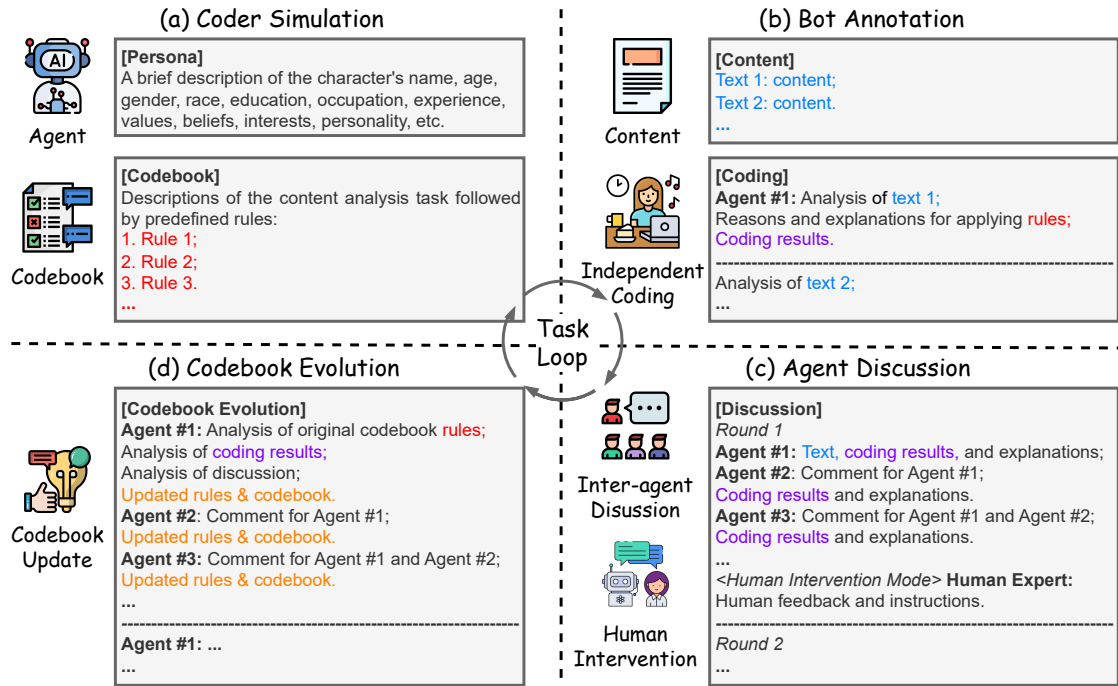 (a) Coder Simulation
AI
Agent
[Persona]
A brief description of the character's name, age,
gender, race, education, occupation, experience,
values, beliefs, interests, personality, etc.
Codebook
[Codebook]
Descriptions of the content analysis task followed
by predefined rules:
1. Rule 1;
2. Rule 2;
3. Rule 3.
...
(b) Bot Annotation
Content
[Content]
Text 1: content;
Text 2: content.
...
Independent
Coding
[Coding]
Agent #1: Analysis of text 1;
Reasons and explanations for applying rules;
Coding results.
Analysis of text 2;
...
Task
Loop
(d) Codebook Evolution
Codebook
Update
[Codebook Evolution]
Agent #1: Analysis of original codebook rules;
Analysis of coding results;
Analysis of discussion;
Updated rules & codebook.
Agent #2: Comment for Agent #1;
Updated rules & codebook.
Agent #3: Comment for Agent #1 and Agent #2;
Updated rules & codebook.
...
Agent #1: ...
...
(c) Agent Discussion
Inter-agent
Disussion
Human
Intervention
[Discussion]
Round 1
Agent #1: Text, coding results, and explanations;
Agent #2: Comment for Agent #1;
Coding results and explanations.
Agent #3: Comment for Agent #1 and Agent #2;
Coding results and explanations.
...
<Human Intervention Mode> Human Expert:
Human feedback and instructions.
Round 2
...